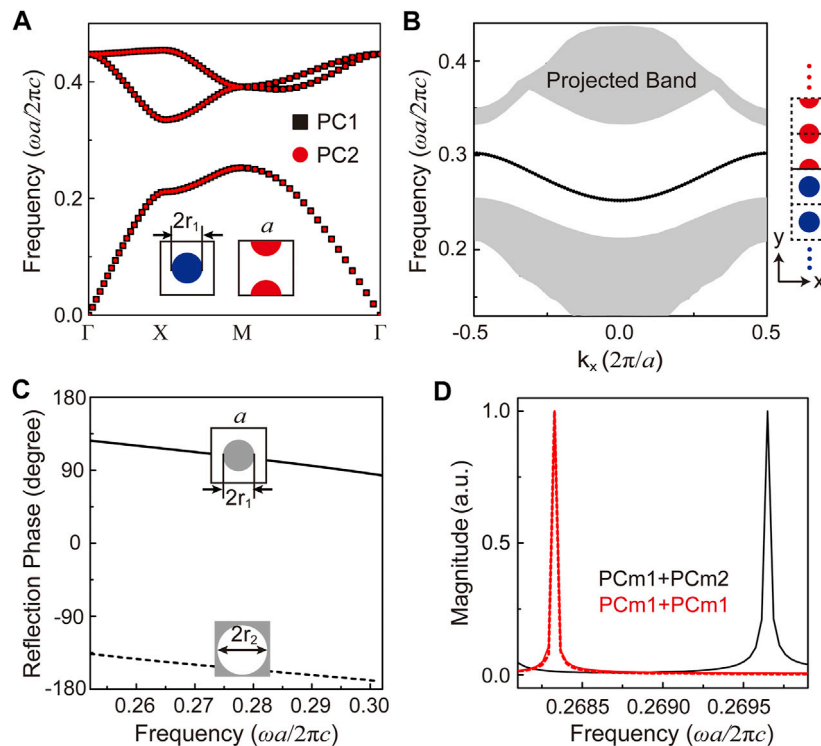 A
Frequency (ωa/2πc)
0.4
0.2
0.0
Γ
X
M
Γ
PC1
PC2
2r₁
a
B
Frequency (ωa/2πc)
0.4
0.3
0.2
-0.5
0.0
0.5
kₓ (2π/a)
Projected Band
y
x
C
Reflection Phase (degree)
180
90
0
-90
-180
0.26
0.27
0.28
0.29
0.30
Frequency (ωa/2πc)
a
2r₁
2r₂
D
Magnitude (a.u.)
1.0
0.5
0.0
0.2685
0.2690
0.2695
Frequency (ωa/2πc)
PCm1+PCm2
PCm1+PCm1